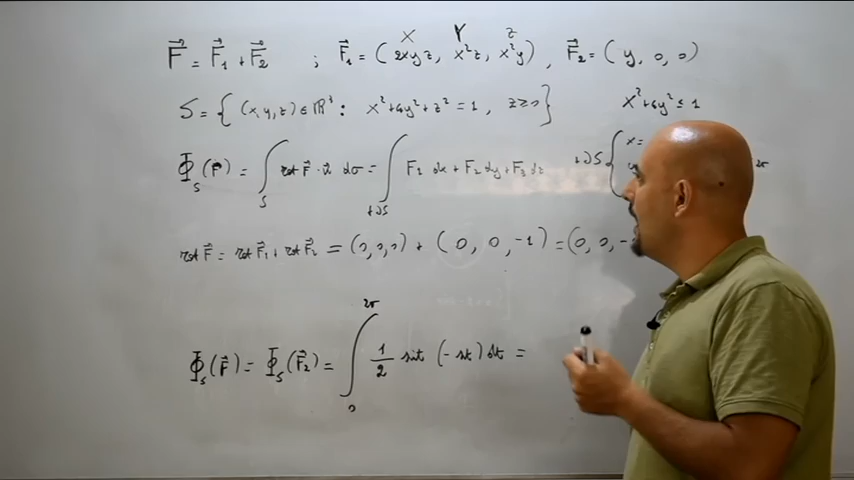 F⃗ = F⃗₁ + F⃗₂ ; F⃗₁ = (2xyz, x²z, x²y), F⃗₂ = (y, 0, 0)
X Y Z
S = {(x,y,z) ∈ ℝ³: x²+4y²+z² = 1, z≥0} x²+4y² ≤ 1
Φ_S(F⃗) = ∫_S rot F⃗ · n⃗ dσ = ∫_{+∂S} F₁ dx + F₂ dy + F₃ dz +∂S { x=
rot F⃗ = rot F⃗₁ + rot F⃗₂ = (0,0,0) + (0, 0, -1) = (0, 0, -
Φ_S(F⃗) = Φ_S(F⃗₂) = ∫₀^{2π} 1/2 sint (-sint) dt =